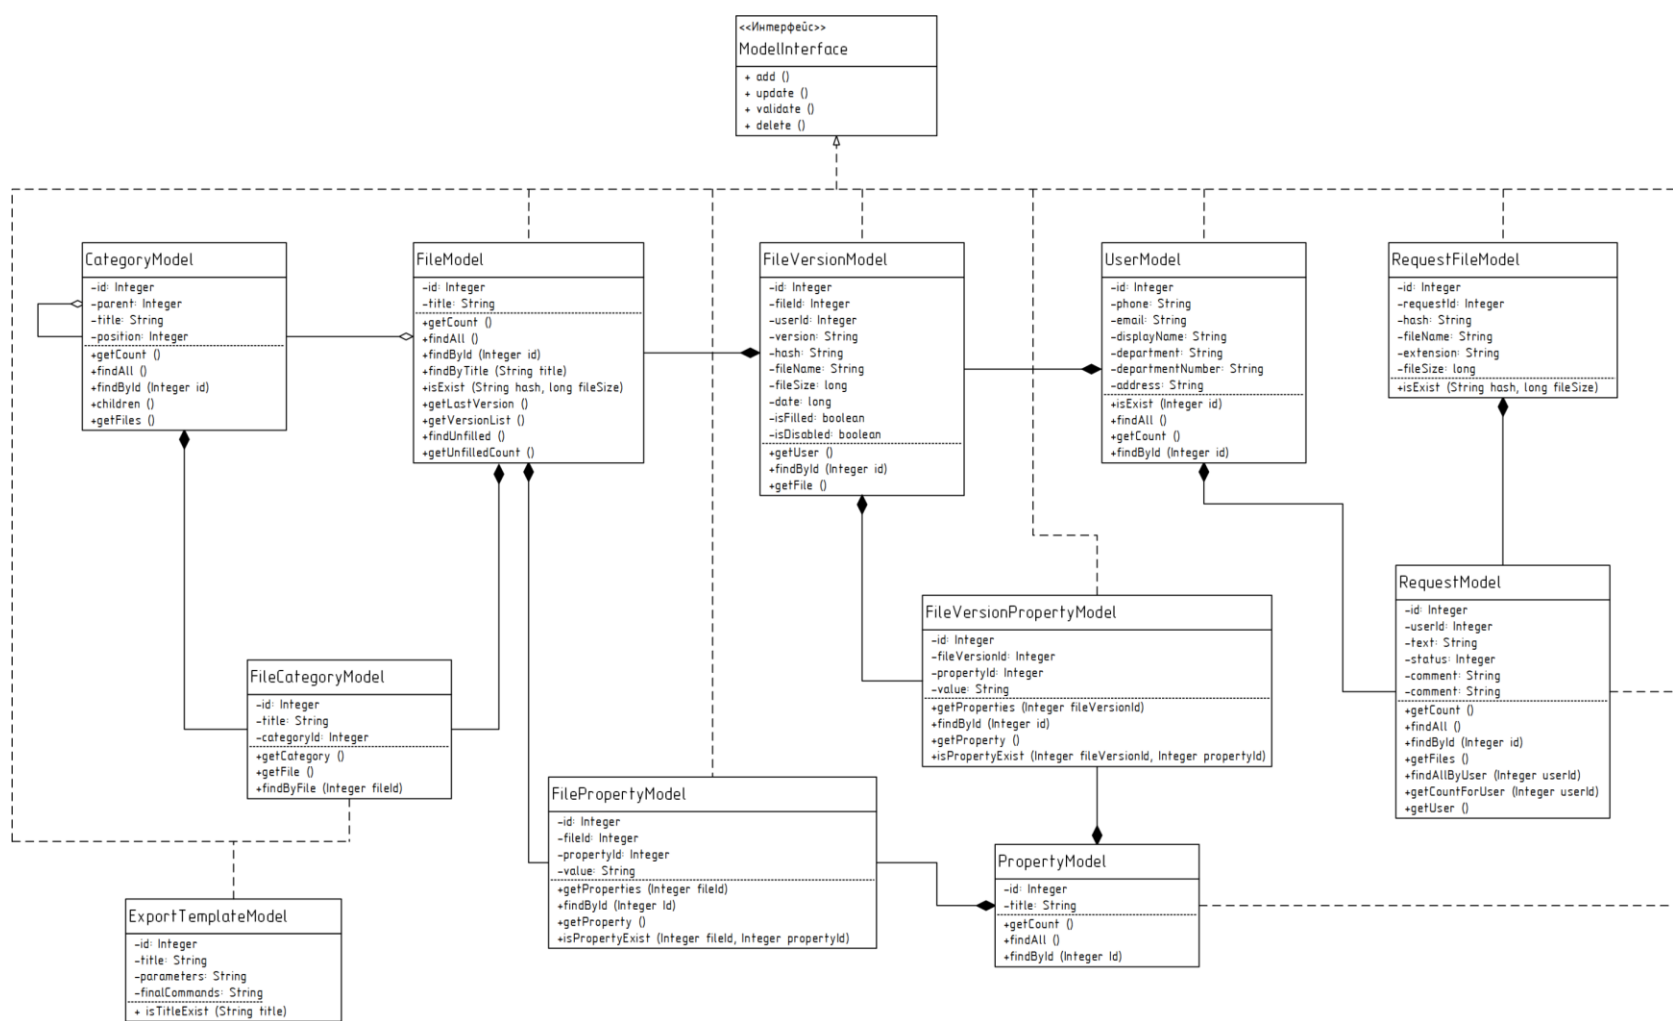 <<Интерфейс>>
ModelInterface
+ add ()
+ update ()
+ validate ()
+ delete ()
CategoryModel
-id: Integer
-parent: Integer
-title: String
-position: Integer
+getCount ()
+findAll ()
+findById (Integer id)
+children ()
+getFiles ()
FileModel
-id: Integer
-title: String
+getCount ()
+findAll ()
+findById (Integer id)
+findByTitle (String title)
+isExist (String hash, long fileSize)
+getLastVersion ()
+getVersionList ()
+findUnfilled ()
+getUnfilledCount ()
FileVersionModel
-id: Integer
-fileId: Integer
-userId: Integer
-version: String
-hash: String
-fileName: String
-fileSize: long
-date: long
-isFilled: boolean
-isDisabled: boolean
+getUser ()
+findById (Integer id)
+getFile ()
UserModel
-id: Integer
-phone: String
-email: String
-displayName: String
-department: String
-departmentNumber: String
-address: String
+isExist (Integer id)
+findAll ()
+getCount ()
+findById (Integer id)
RequestFileModel
-id: Integer
-requestId: Integer
-hash: String
-fileName: String
-extension: String
-fileSize: long
+isExist (String hash, long fileSize)
RequestModel
-id: Integer
-userId: Integer
-text: String
-status: Integer
-comment: String
-comment: String
+getCount ()
+findAll ()
+findById (Integer id)
+getFiles ()
+findAllByUser (Integer userId)
+getCountForUser (Integer userId)
+getUser ()
FileVersionPropertyModel
-id: Integer
-fileVersionId: Integer
-propertyId: Integer
-value: String
+getProperties (Integer fileVersionId)
+findById (Integer id)
+getProperty ()
+isPropertyExist (Integer fileVersionId, Integer propertyId)
FileCategoryModel
-id: Integer
-title: String
-categoryId: Integer
+getCategory ()
+getFile ()
+findByFile (Integer fileId)
FilePropertyModel
-id: Integer
-fileId: Integer
-propertyId: Integer
-value: String
+getProperties (Integer fileId)
+findById (Integer Id)
+getProperty ()
+isPropertyExist (Integer fileId, Integer propertyId)
PropertyModel
-id: Integer
-title: String
+getCount ()
+findAll ()
+findById (Integer Id)
ExportTemplateModel
-id: Integer
-title: String
-parameters: String
-finalCommands: String
+ isTitleExist (String title)